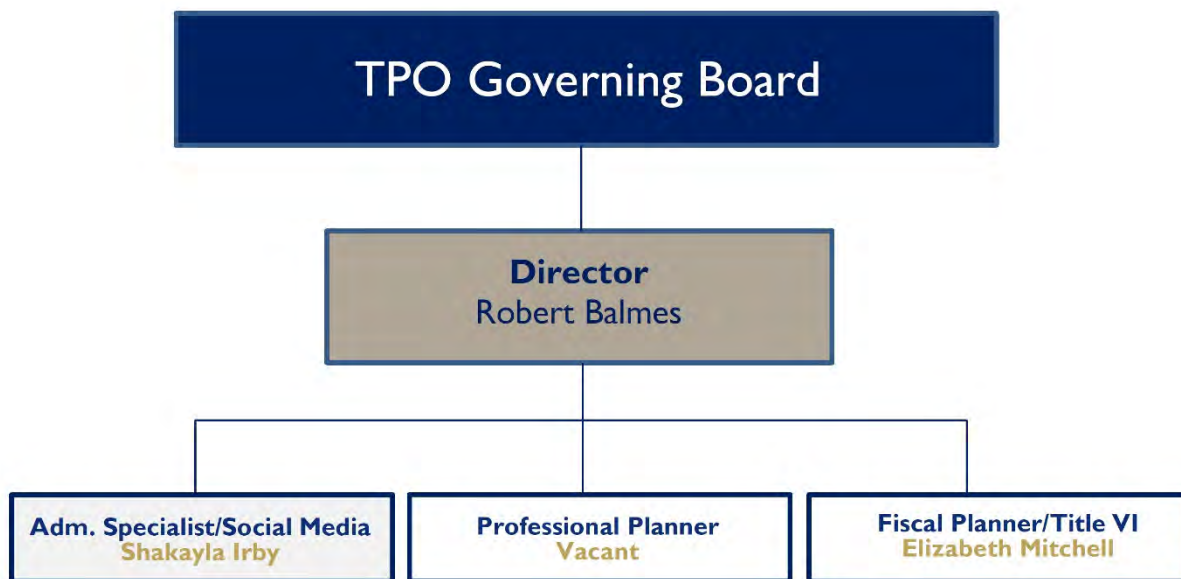 TPO Governing Board
Director
Robert Balmes
Adm. Specialist/Social Media
Shakayla Irby
Professional Planner
Vacant
Fiscal Planner/Title VI
Elizabeth Mitchell